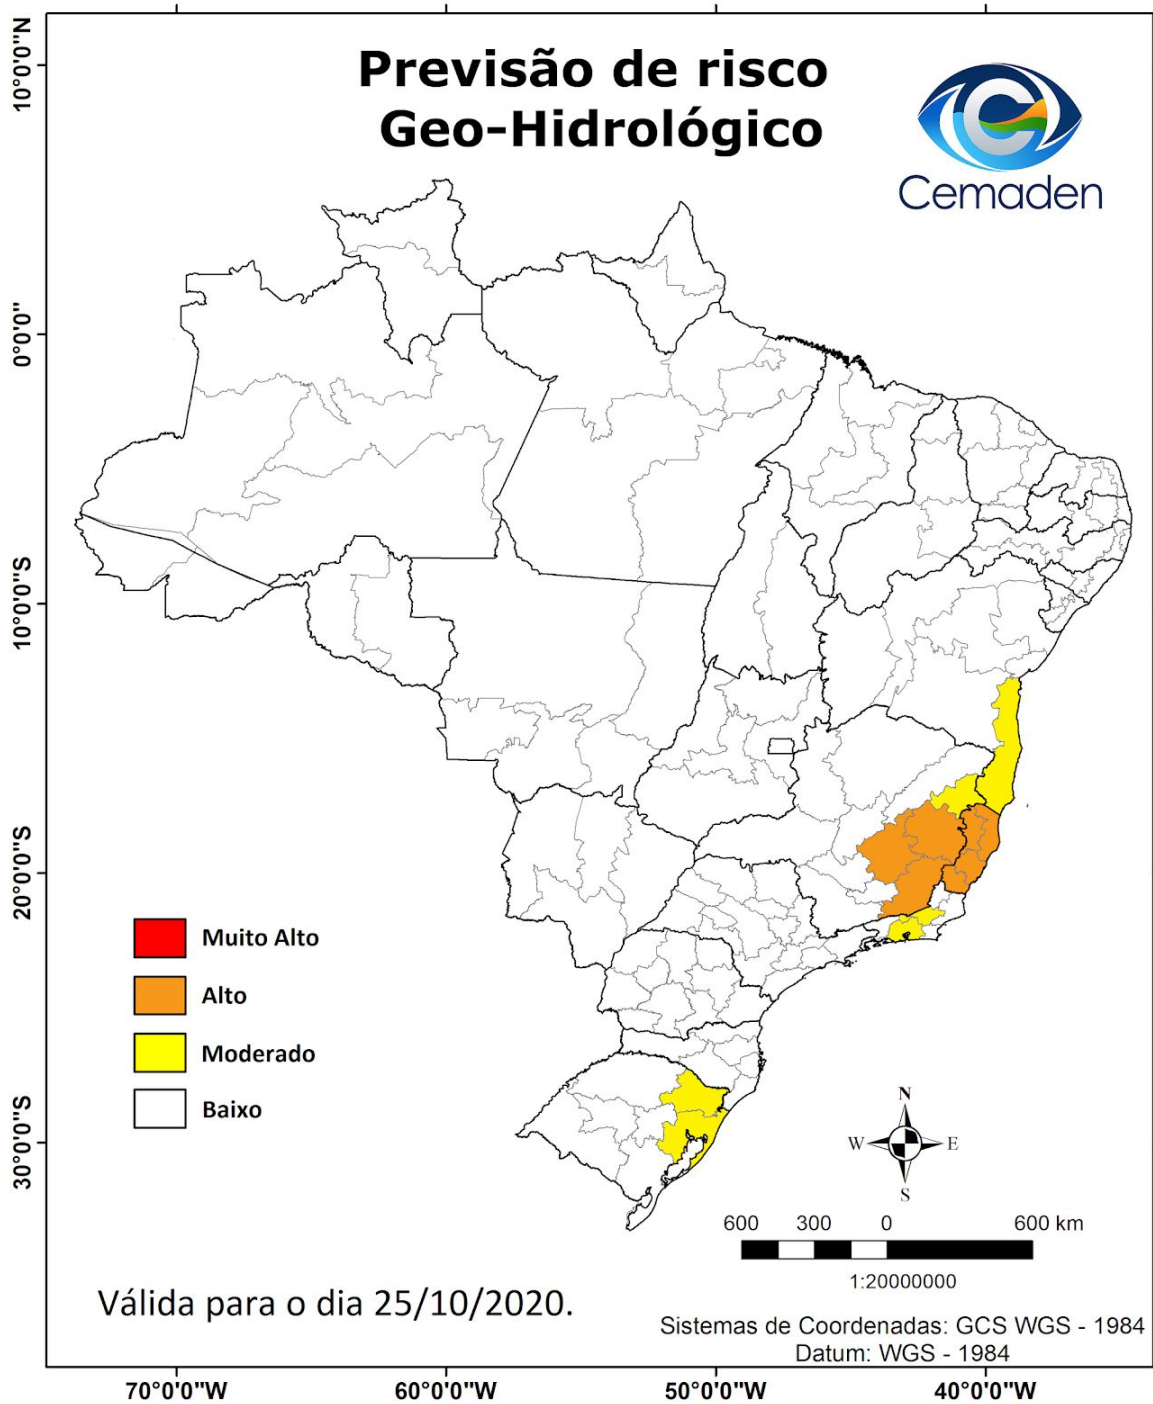 Previsão de risco
Geo-Hidrológico
Cemaden
10°0'0"N
0°0'0"
10°0'0"S
20°0'0"S
30°0'0"S
Muito Alto
Alto
Moderado
Baixo
N
W
E
S
600 300 0 600 km
1:20000000
Válida para o dia 25/10/2020.
Sistemas de Coordenadas: GCS WGS - 1984
Datum: WGS - 1984
70°0'0"W 60°0'0"W 50°0'0"W 40°0'0"W